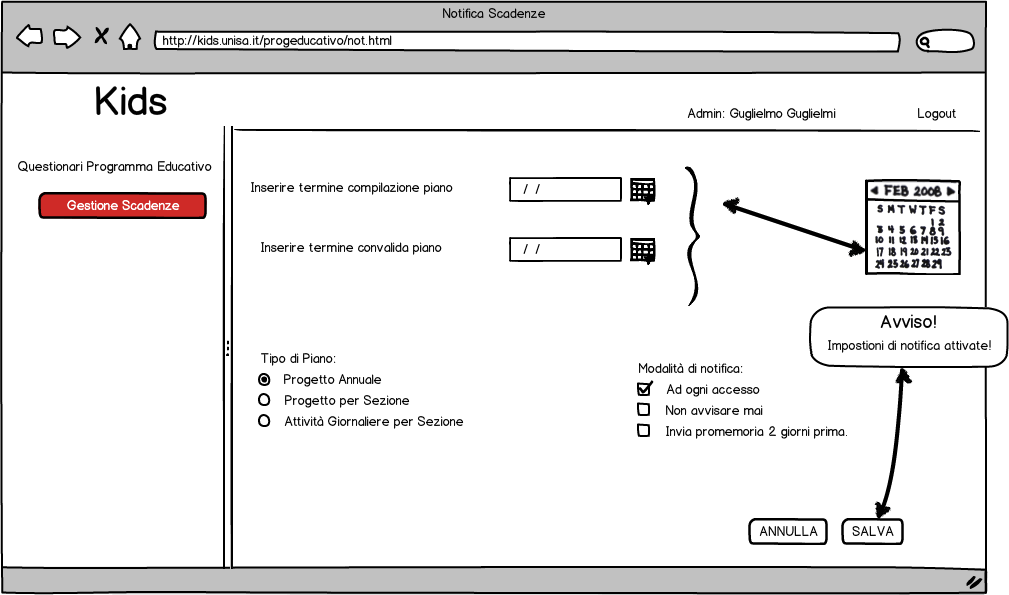 Notifica Scadenze
http://kids.unisa.it/progeducativo/not.html
Kids
Admin: Guglielmo Guglielmi
Logout
Questionari Programma Educativo
Gestione Scadenze
Inserire termine compilazione piano
/ /
Inserire termine convalida piano
/ /
FEB 2008
S M T W T F S
1 2
3 4 5 6 7 8 9
10 11 12 13 14 15 16
17 18 19 20 21 22 23
24 25 26 27 28 29
Avviso!
Impostioni di notifica attivate!
Tipo di Piano:
Progetto Annuale
Progetto per Sezione
Attività Giornaliere per Sezione
Modalità di notifica:
Ad ogni accesso
Non avvisare mai
Invia promemoria 2 giorni prima.
ANNULLA
SALVA